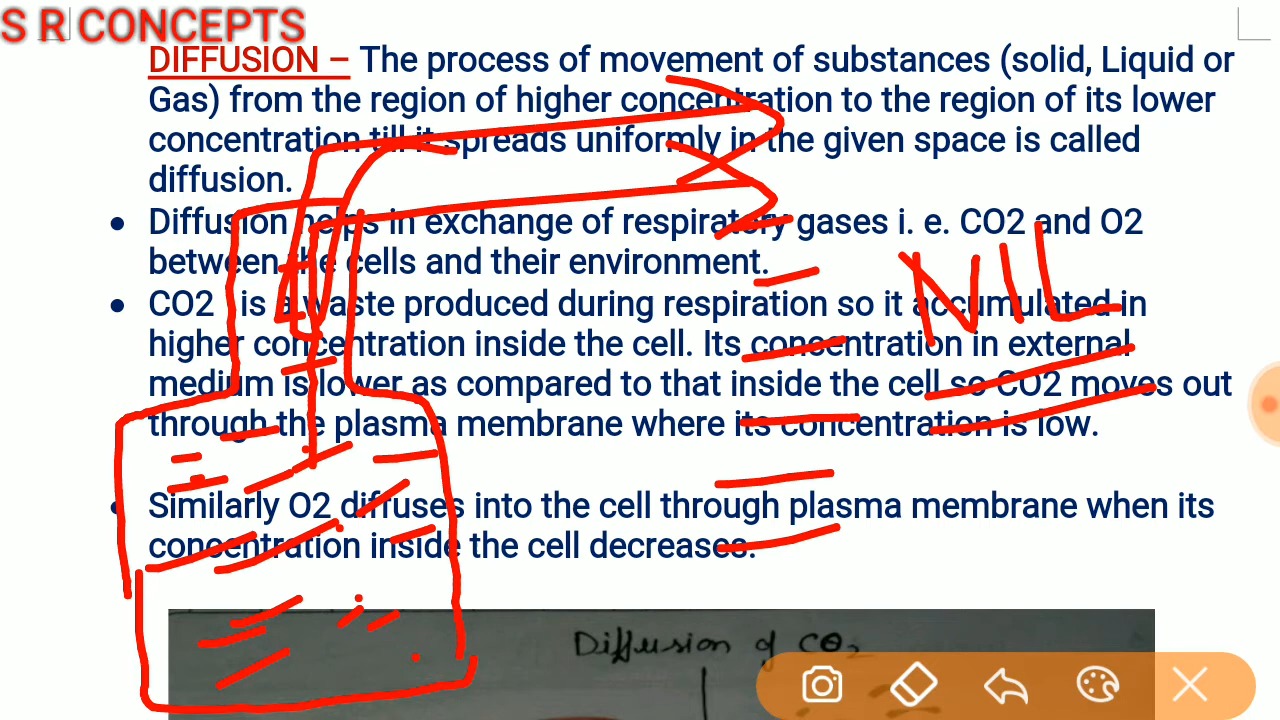 S R CONCEPTS
DIFFUSION – The process of movement of substances (solid, Liquid or
Gas) from the region of higher concentration to the region of its lower
concentration till it spreads uniformly in the given space is called
diffusion.
• Diffusion helps in exchange of respiratory gases i. e. CO2 and O2
between the cells and their environment.
• CO2 is a waste produced during respiration so it accumulated in
higher concentration inside the cell. Its concentration in external
medium is lower as compared to that inside the cell so CO2 moves out
through the plasma membrane where its concentration is low.
• Similarly O2 diffuses into the cell through plasma membrane when its
concentration inside the cell decreases.
NIL
Diffusion of CO2